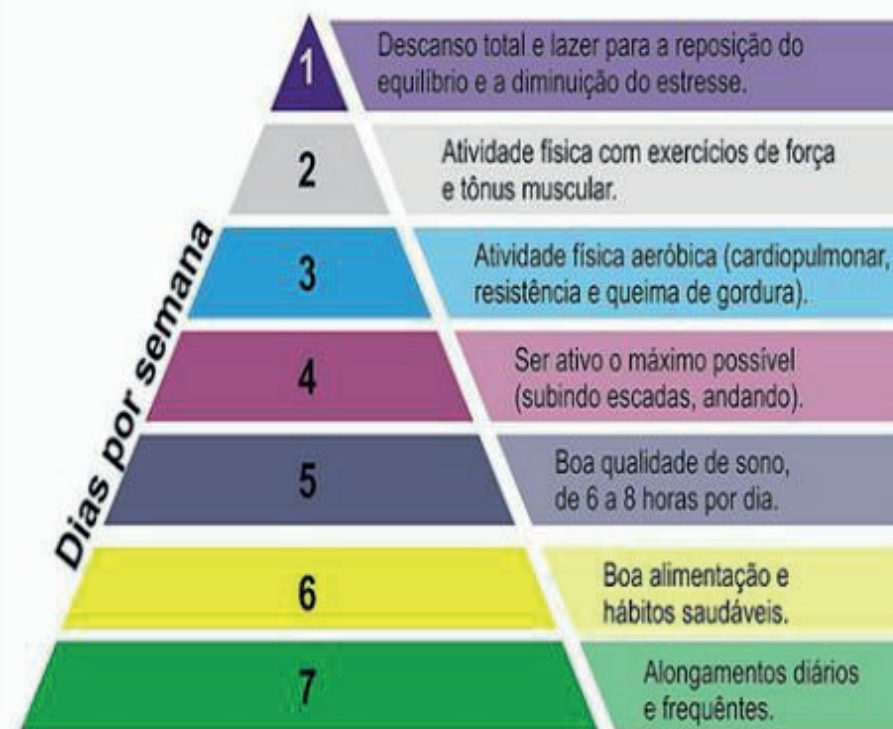 Dias por semana
1
Descanso total e lazer para a reposição do
equilíbrio e a diminuição do estresse.
2
Atividade física com exercícios de força
e tônus muscular.
3
Atividade física aeróbica (cardiopulmonar,
resistência e queima de gordura).
4
Ser ativo o máximo possível
(subindo escadas, andando).
5
Boa qualidade de sono,
de 6 a 8 horas por dia.
6
Boa alimentação e
hábitos saudáveis.
7
Alongamentos diários
e frequêntes.